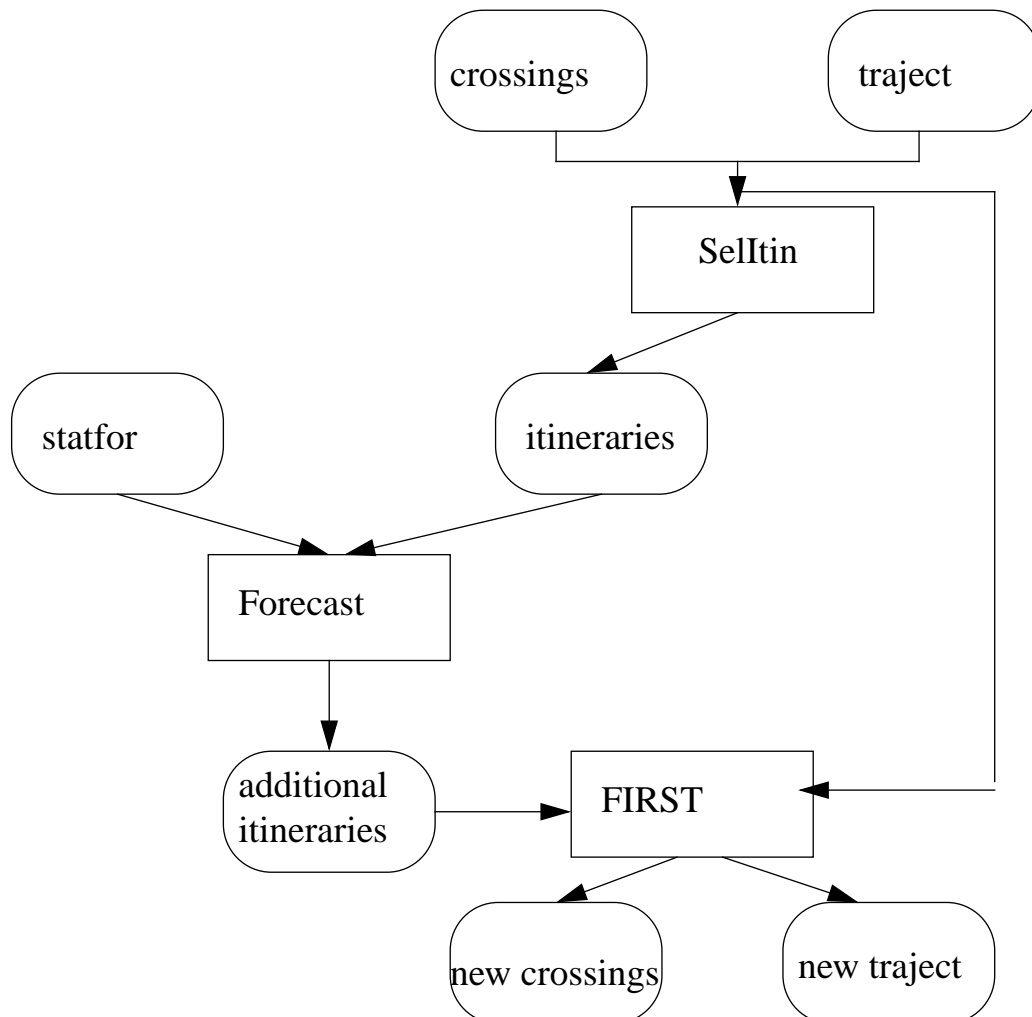 crossings
traject
SelItin
statfor
itineraries
Forecast
additional
itineraries
FIRST
new crossings
new traject